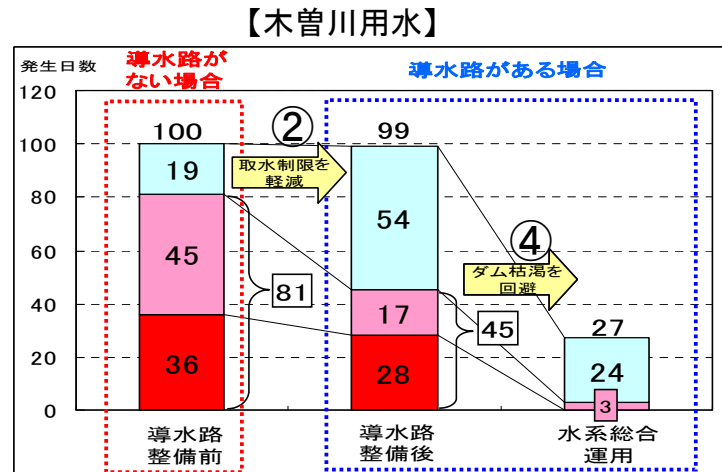 【木曽川用水】
発生日数
導水路が
ない場合
導水路がある場合
120
100
80
60
40
20
0
100
19
45
36
81
②
取水制限を
軽減
99
54
17
28
45
④
ダム枯渇を
回避
27
24
3
導水路
整備前
導水路
整備後
水系総合
運用